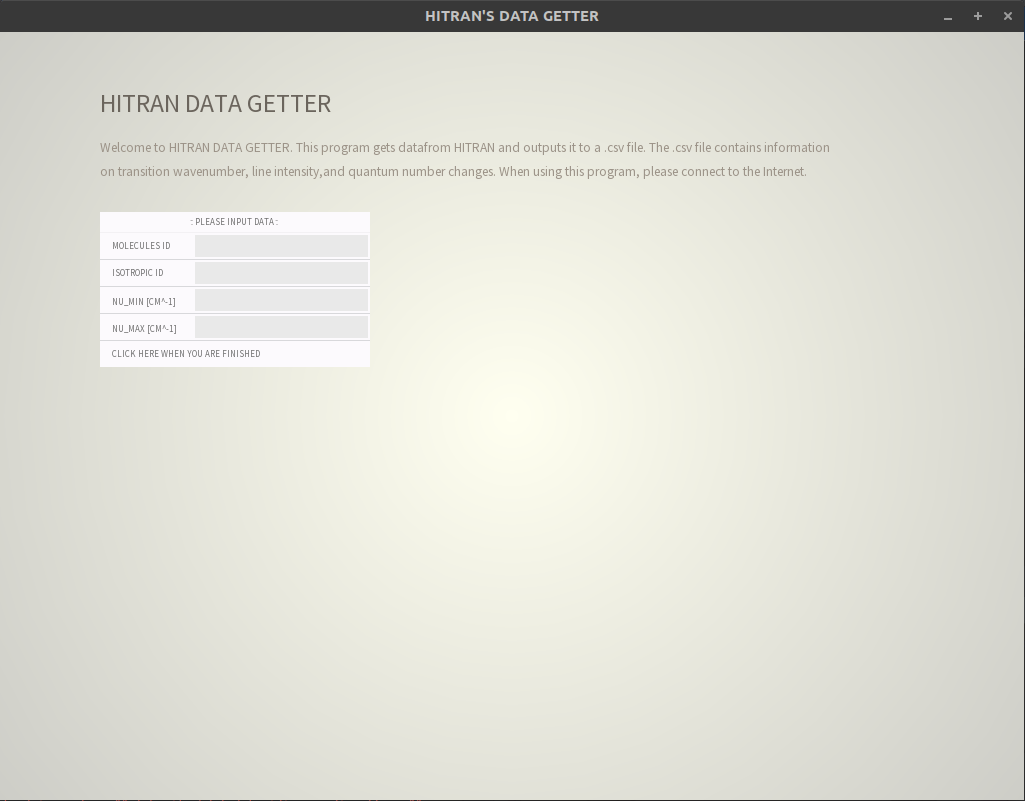 HITRAN'S DATA GETTER
HITRAN DATA GETTER
Welcome to HITRAN DATA GETTER. This program gets datafrom HITRAN and outputs it to a .csv file. The .csv file contains information
on transition wavenumber, line intensity,and quantum number changes. When using this program, please connect to the Internet.
: PLEASE INPUT DATA :
MOLECULES ID
ISOTROPIC ID
NU_MIN [CM^-1]
NU_MAX [CM^-1]
CLICK HERE WHEN YOU ARE FINISHED